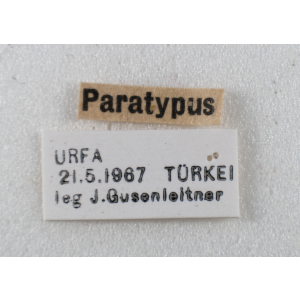 Paratypus
URFA
21.5.1967 TÜRKEI
leg J.Gusenleitner